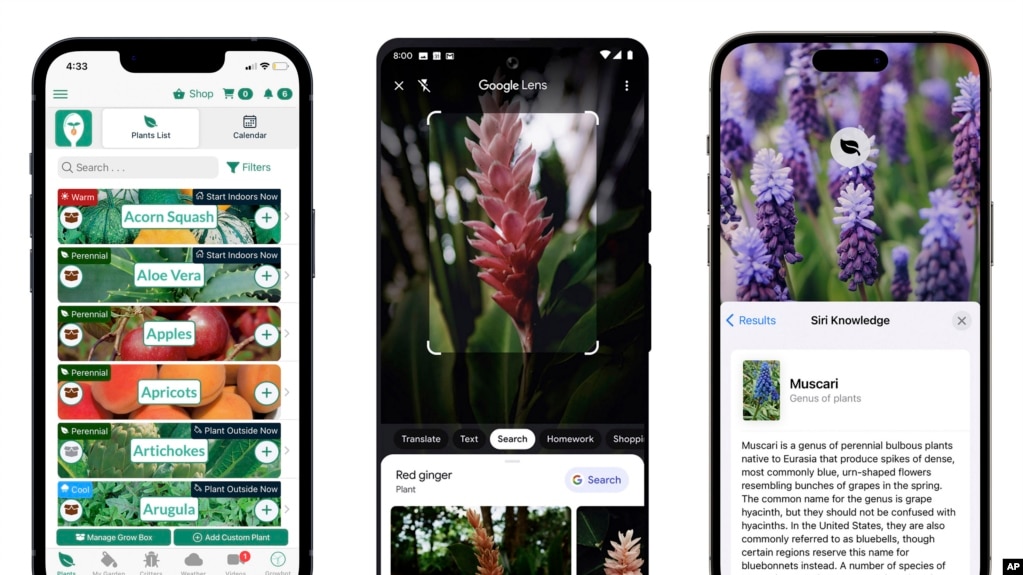 4:33
Shop
0
6
Plants List
Calendar
Search . . .
Filters
Warm
Start Indoors Now
Acorn Squash
Perennial
Start Indoors Now
Aloe Vera
Perennial
Apples
Perennial
Apricots
Perennial
Plant Outside Now
Artichokes
Cool
Plant Outside Now
Arugula
Manage Grow Box
Add Custom Plant
Plants
My Garden
Critters
Weather
Videos
1
Growbot
8:00
Google Lens
Translate
Text
Search
Homework
Shoppi
Red ginger
Plant
G Search
Results
Siri Knowledge
Muscari
Genus of plants
Muscari is a genus of perennial bulbous plants
native to Eurasia that produce spikes of dense,
most commonly blue, urn-shaped flowers
resembling bunches of grapes in the spring.
The common name for the genus is grape
hyacinth, but they should not be confused with
hyacinths. In the United States, they are also
commonly referred to as bluebells, though
certain regions reserve this name for
bluebonnets instead. A number of species of
AP